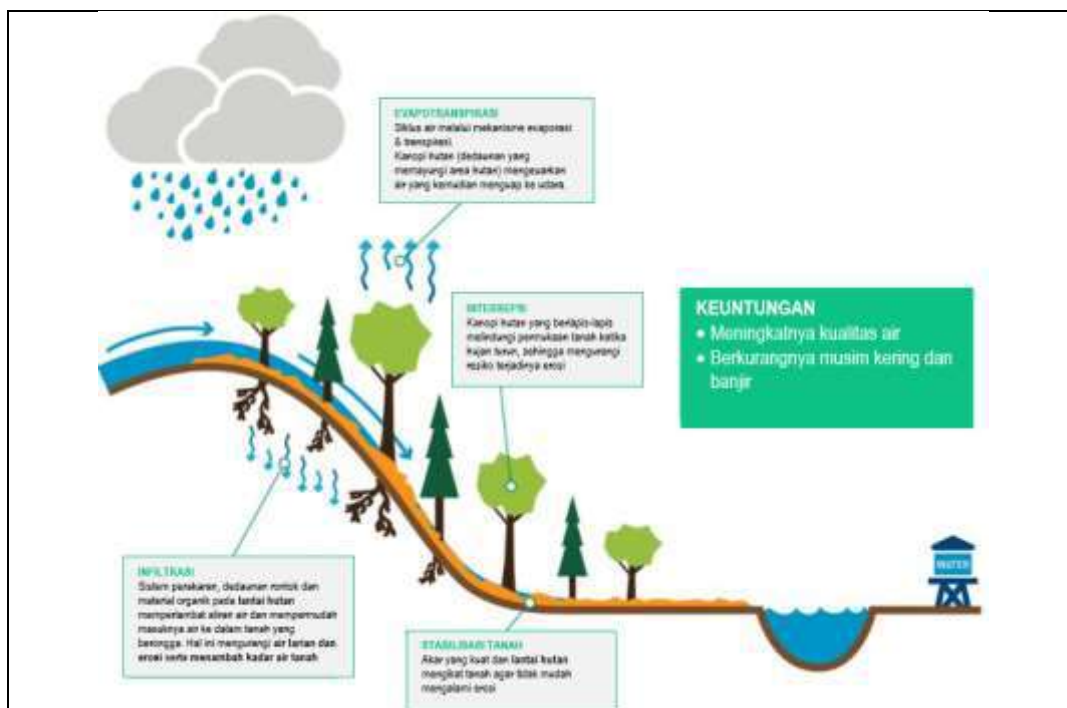 EVAPOTRANSPIRASI
Siklus air melalui mekanisme evaporasi
& transpirasi.
Kanopi hutan (dedaunan yang
memayungi area hutan) mengeluarkan
air yang kemudian menguap ke udara
INTERSEPSI
Kanopi hutan yang berlapis-lapis
melindungi permukaan tanah ketika
hujan turun, sehingga mengurangi
resiko terjadinya erosi
KEUNTUNGAN
• Meningkatnya kualitas air
• Berkurangnya musim kering dan
banjir
WATER
INFILTRASI
Sistem perakaran, dedaunan rontok dan
material organik pada lantai hutan
memperlambat aliran air dan mempermudah
masuknya air ke dalam tanah yang
berongga. Hal ini mengurangi air larian dan
erosi serta menambah kadar air tanah
STABILISASI TANAH
Akar yang kuat dan lantai hutan
mengikat tanah agar tidak mudah
mengalami erosi